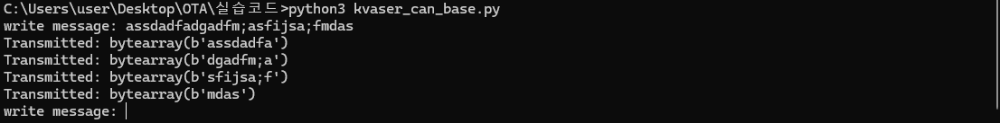 C:\Users\user\Desktop\OTA\실습코드>python3 kvaser_can_base.py
write message: assdadfadgadfm;asfijsa;fmdas
Transmitted: bytearray(b'assdadfa')
Transmitted: bytearray(b'dgadfm;a')
Transmitted: bytearray(b'sfijsa;f')
Transmitted: bytearray(b'mdas')
write message: